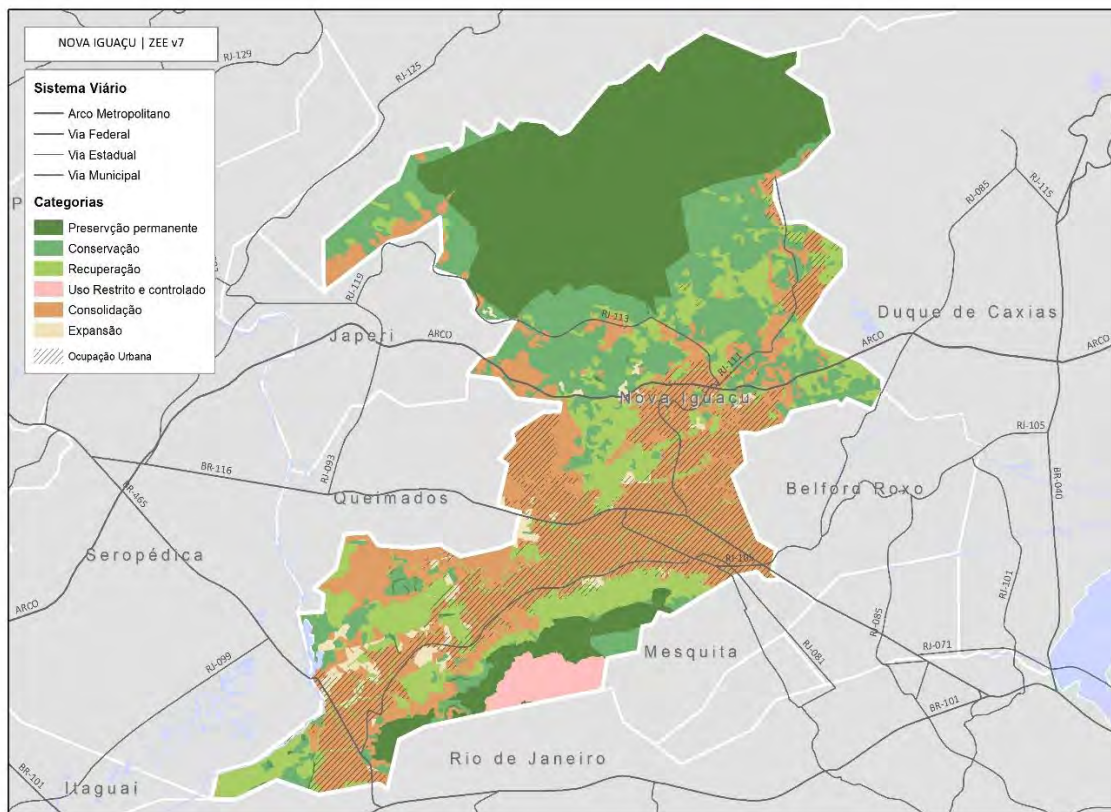 NOVA IGUAÇU | ZEE v7
Sistema Viário
Arco Metropolitano
Via Federal
Via Estadual
Via Municipal
Categorias
Preservção permanente
Conservação
Recuperação
Uso Restrito e controlado
Consolidação
Expansão
Ocupação Urbana
P
RJ-129
RJ-125
RJ-085
RJ-115
RJ-119
RJ-113
Duque de Caxias
Japeri
ARCO
ARCO
ARCO
RJ-111
Nova Iguaçu
RJ-105
RJ-093
BR-116
BR-465
Queimados
Belford Roxo
BR-040
Seropédica
RJ-101
ARCO
RJ-085
RJ-099
Mesquita
RJ-081
RJ-071
BR-101
Rio de Janeiro
BR-101
Itaguaí